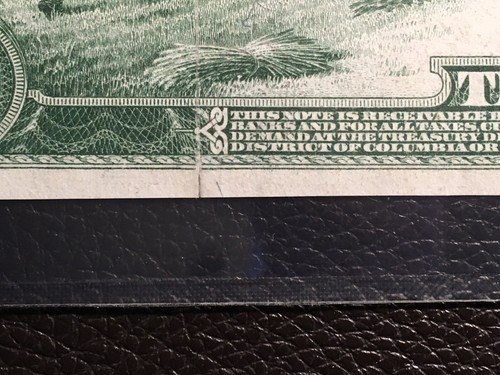 T
THIS NOTE IS RECEIVABLE
BANKS AND FOR ALL TAXES
DEMAND AT THE TREASURY
DISTRICT OF COLUMBIA OR